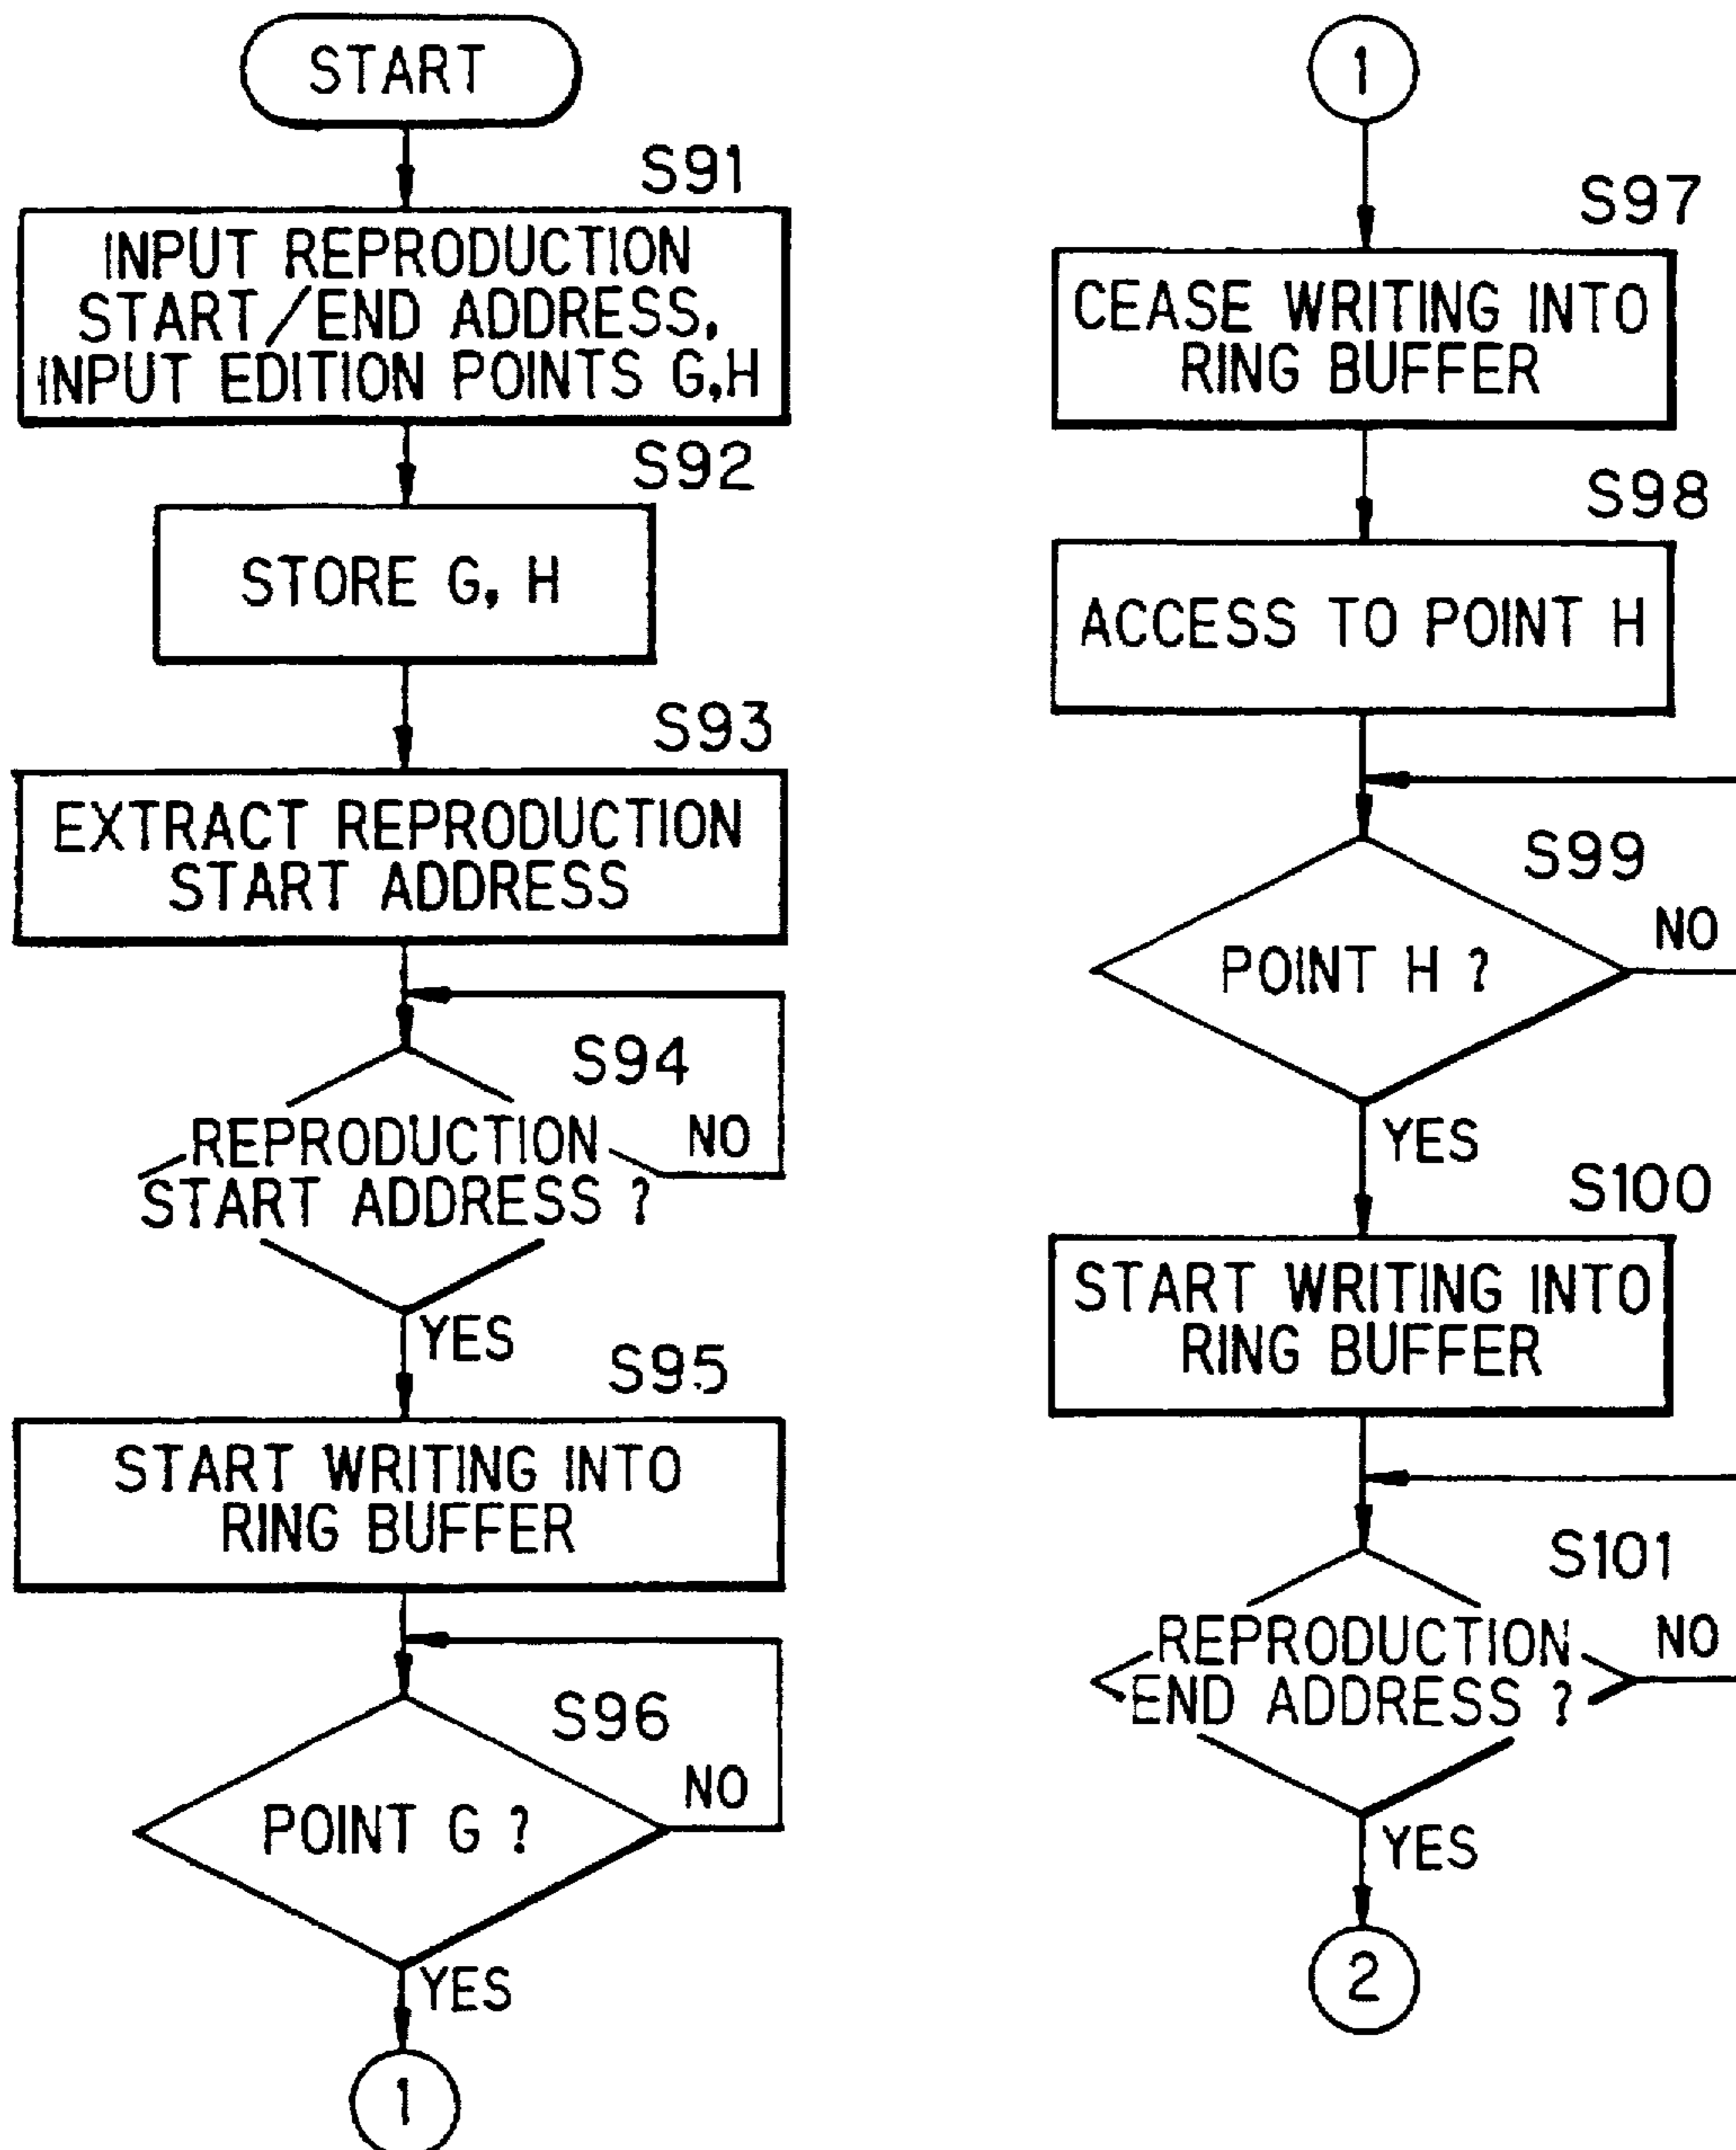 START
S91
INPUT REPRODUCTION
START/END ADDRESS,
INPUT EDITION POINTS G,H
S92
STORE G, H
S93
EXTRACT REPRODUCTION
START ADDRESS
S94
REPRODUCTION
START ADDRESS ?
NO
YES
S95
START WRITING INTO
RING BUFFER
S96
POINT G ?
NO
YES
1
1
S97
CEASE WRITING INTO
RING BUFFER
S98
ACCESS TO POINT H
S99
POINT H ?
NO
YES
S100
START WRITING INTO
RING BUFFER
S101
REPRODUCTION
END ADDRESS ?
NO
YES
2